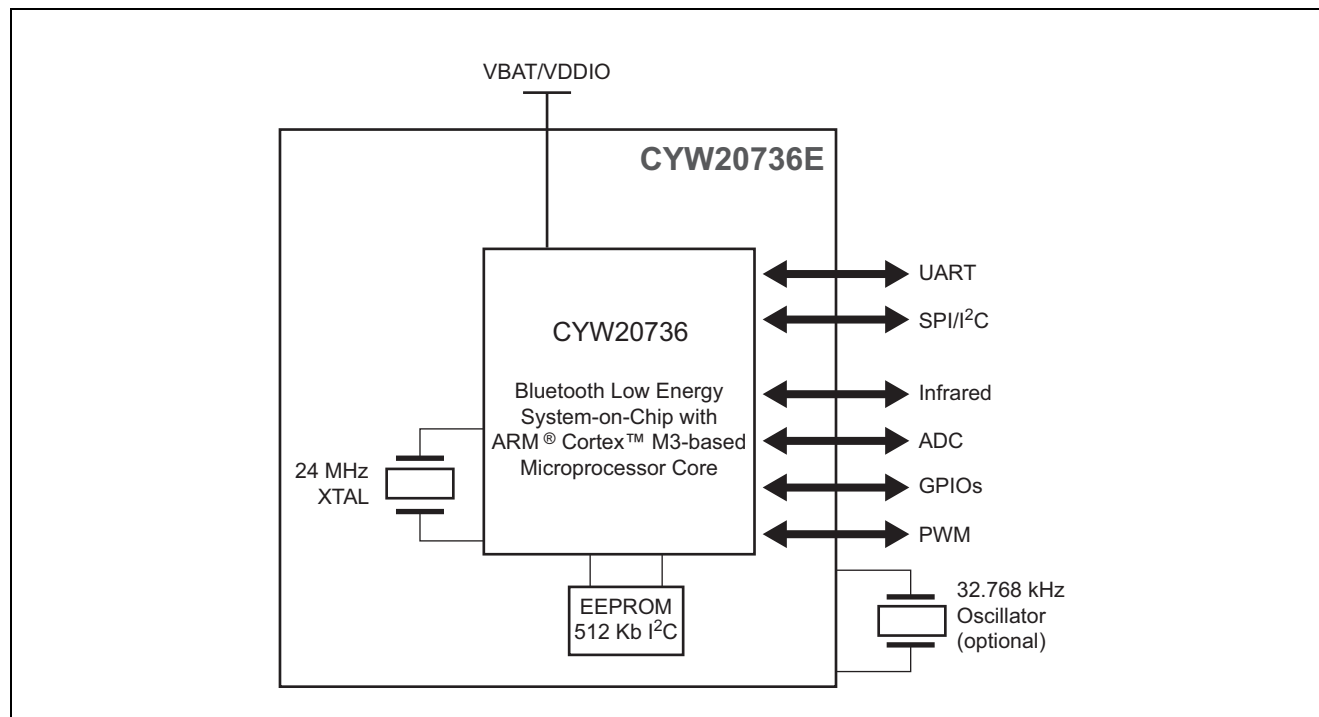 VBAT/VDDIO
CYW20736E
CYW20736
Bluetooth Low Energy
System-on-Chip with
ARM® Cortex™ M3-based
Microprocessor Core
24 MHz
XTAL
EEPROM
512 Kb I²C
UART
SPI/I²C
Infrared
ADC
GPIOs
PWM
32.768 kHz
Oscillator
(optional)